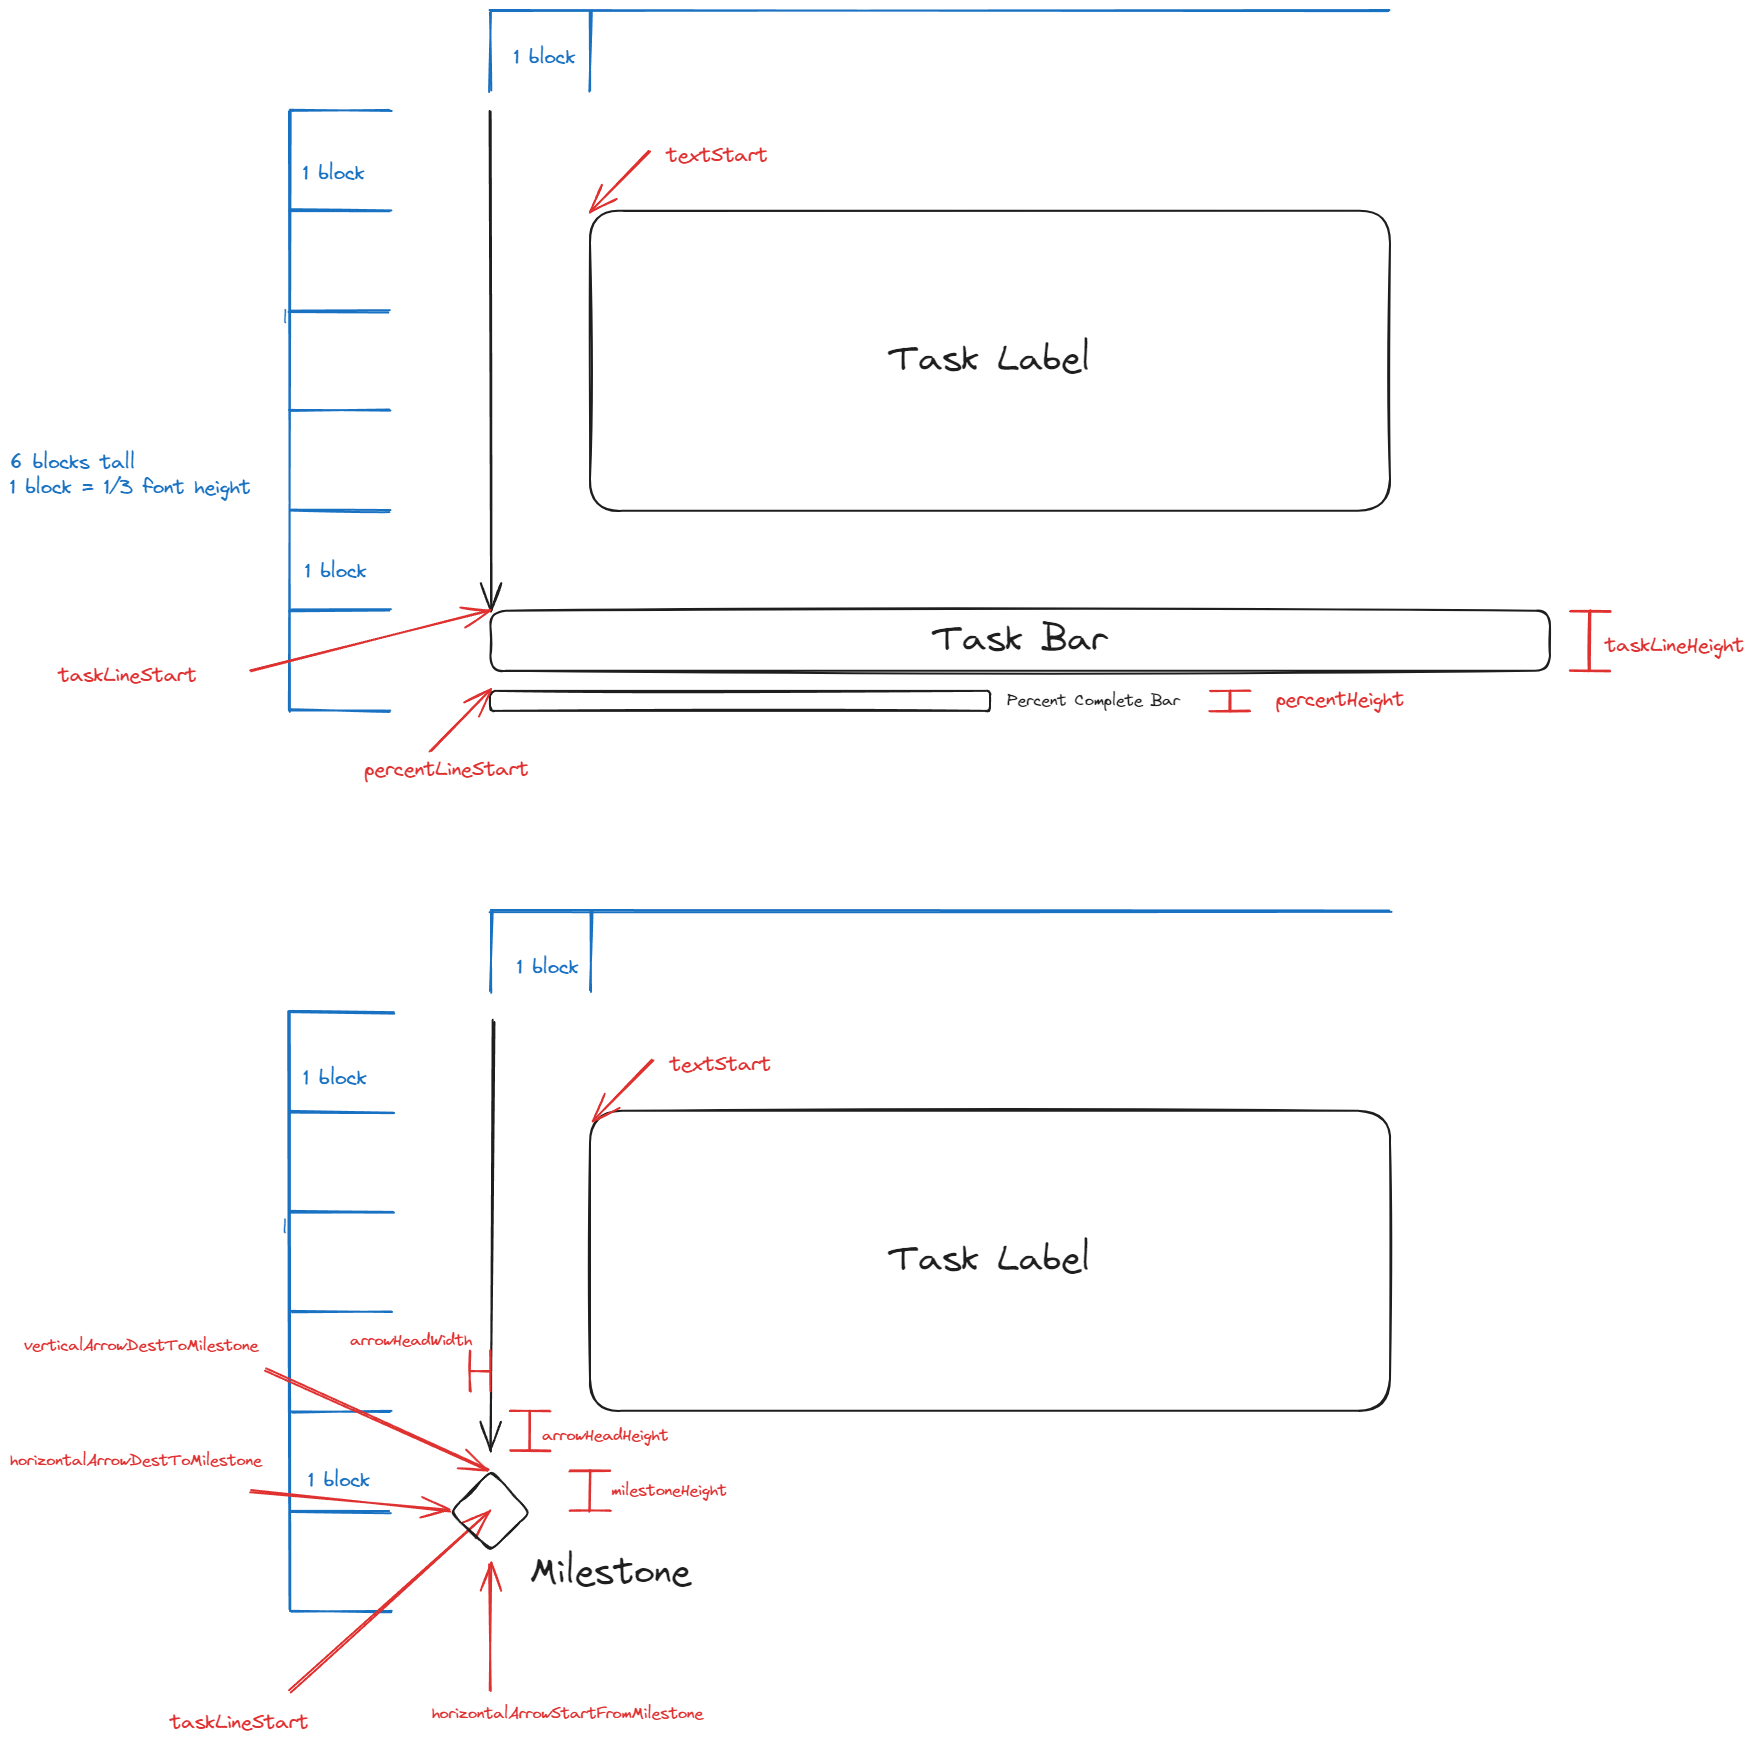 1 block
1 block
textStart
Task Label
6 blocks tall
1 block = 1/3 font height
1 block
Task Bar
taskLineHeight
taskLineStart
Percent Complete Bar
percentHeight
percentLineStart
1 block
1 block
textStart
Task Label
verticalArrowDestToMilestone
arrowHeadWidth
arrowHeadHeight
horizontalArrowDestToMilestone
1 block
milestoneHeight
Milestone
taskLineStart
horizontalArrowStartFromMilestone